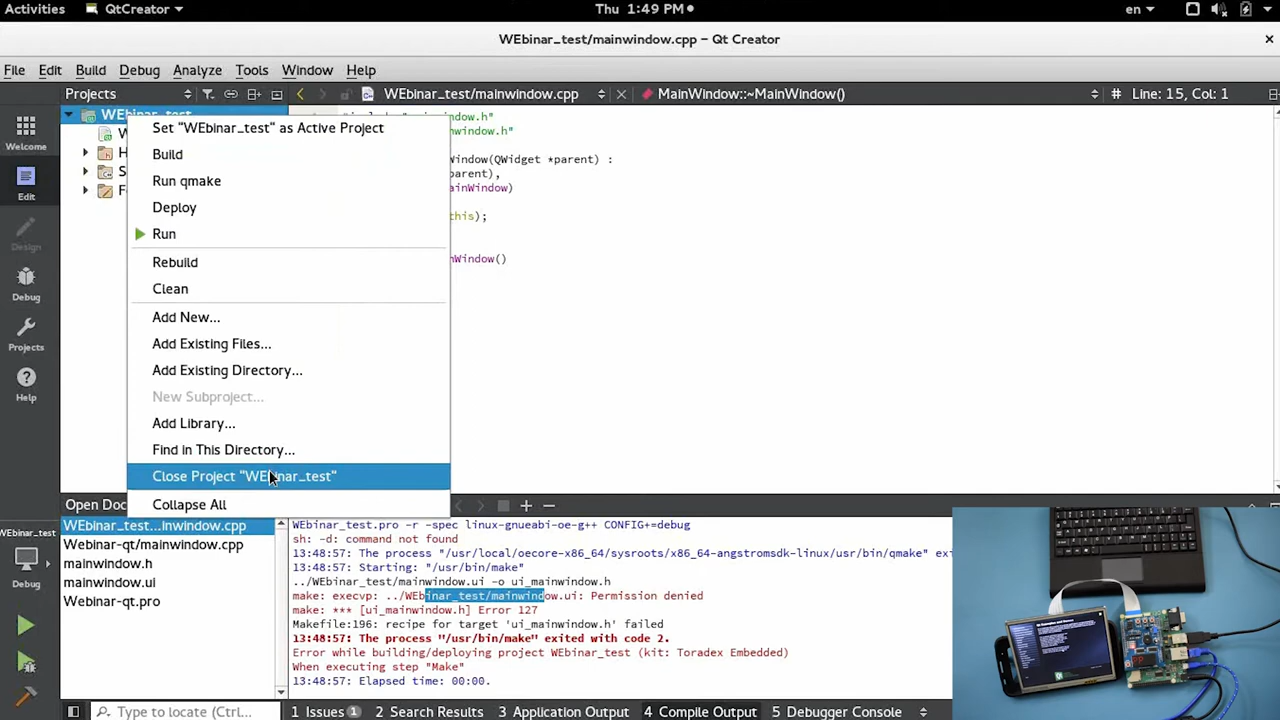 Activities
QtCreator
Thu 1:49 PM
en
WEbinar_test/mainwindow.cpp – Qt Creator
File Edit Build Debug Analyze Tools Window Help
Projects
WEbinar_test/mainwindow.cpp
MainWindow::~MainWindow()
Line: 15, Col: 1
Welcome
Edit
Design
Debug
Projects
Help
WEbinar_test
Set "WEbinar_test" as Active Project
Build
Run qmake
Deploy
Run
Rebuild
Clean
Add New...
Add Existing Files...
Add Existing Directory...
New Subproject...
Add Library...
Find in This Directory...
Close Project "WEbinar_test"
Collapse All
w.h"
mainwindow.h"
Window(QWidget *parent) :
parent),
ainWindow)
this);
inWindow()
Open Doc
WEbinar_test...inwindow.cpp
Webinar-qt/mainwindow.cpp
mainwindow.h
mainwindow.ui
Webinar-qt.pro
WEbinar_test
Debug
WEbinar_test.pro -r -spec linux-gnueabi-oe-g++ CONFIG+=debug
sh: -d: command not found
13:48:57: The process "/usr/local/oecore-x86_64/sysroots/x86_64-angstromsdk-linux/usr/bin/qmake" exi
13:48:57: Starting: "/usr/bin/make"
../WEbinar_test/mainwindow.ui -o ui_mainwindow.h
make: execvp: ../WEbinar_test/mainwindow.ui: Permission denied
make: *** [ui_mainwindow.h] Error 127
Makefile:196: recipe for target 'ui_mainwindow.h' failed
13:48:57: The process "/usr/bin/make" exited with code 2.
Error while building/deploying project WEbinar_test (kit: Toradex Embedded)
When executing step "Make"
13:48:57: Elapsed time: 00:00.
Type to locate (Ctrl...
1 Issues 1
2 Search Results
3 Application Output
4 Compile Output
5 Debugger Console